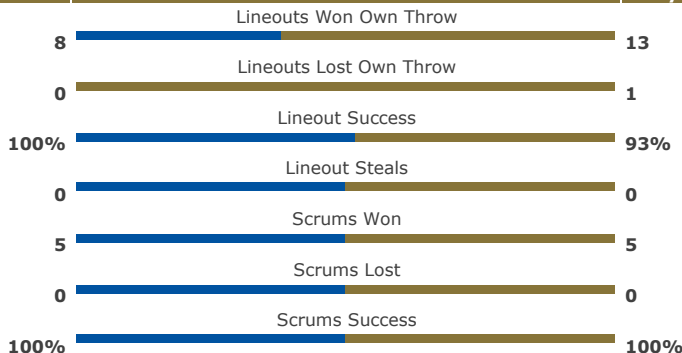 Lineouts Won Own Throw
8 13
Lineouts Lost Own Throw
0 1
Lineout Success
100% 93%
Lineout Steals
0 0
Scrums Won
5 5
Scrums Lost
0 0
Scrums Success
100% 100%